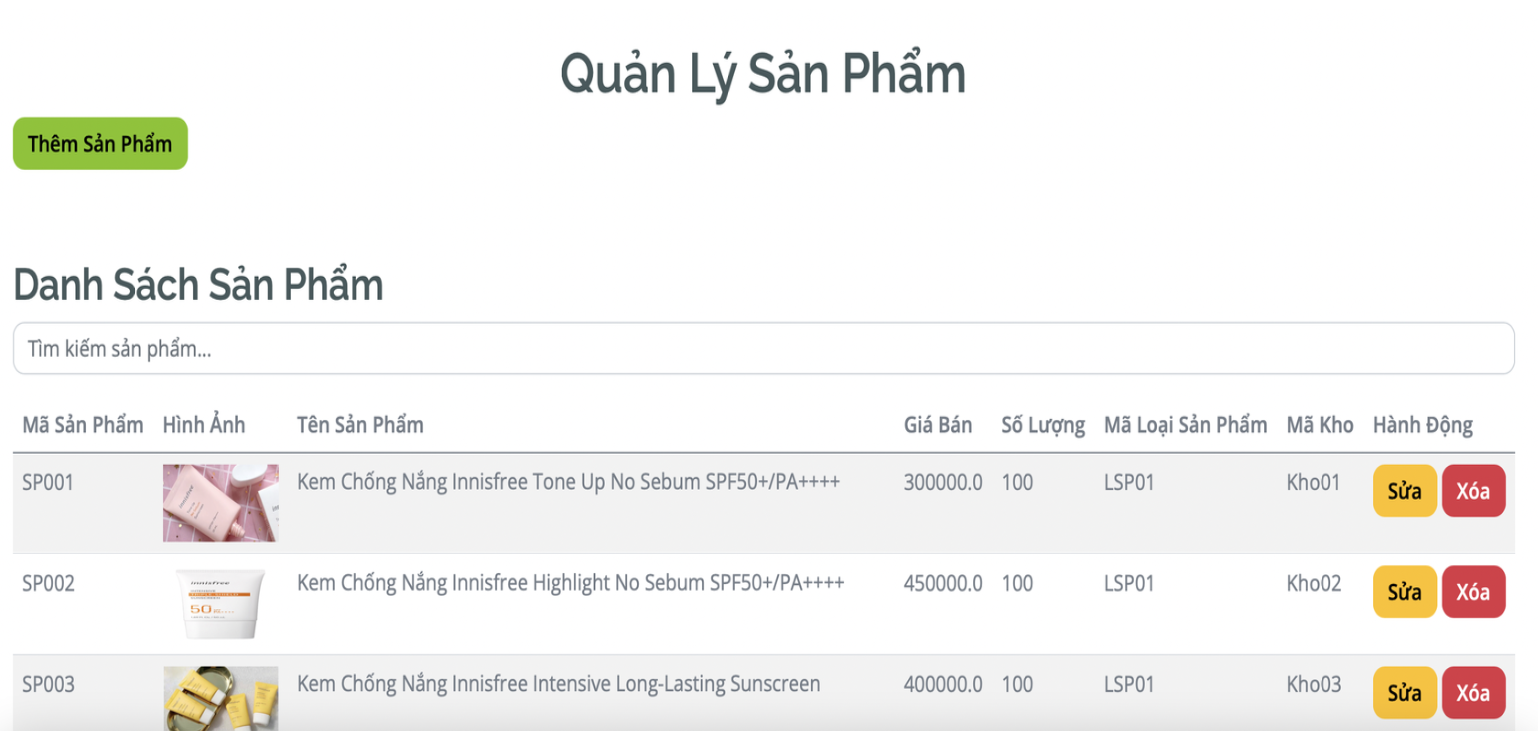 Quản Lý Sản Phẩm
Thêm Sản Phẩm
Danh Sách Sản Phẩm
Tìm kiếm sản phẩm...
Mã Sản Phẩm Hình Ảnh Tên Sản Phẩm Giá Bán Số Lượng Mã Loại Sản Phẩm Mã Kho Hành Động
SP001 Kem Chống Nắng Innisfree Tone Up No Sebum SPF50+/PA++++ 300000.0 100 LSP01 Kho01 Sửa Xóa
innisfree
SP002 Kem Chống Nắng Innisfree Highlight No Sebum SPF50+/PA++++ 450000.0 100 LSP01 Kho02 Sửa Xóa
innisfree
50
SP003 Kem Chống Nắng Innisfree Intensive Long-Lasting Sunscreen 400000.0 100 LSP01 Kho03 Sửa Xóa